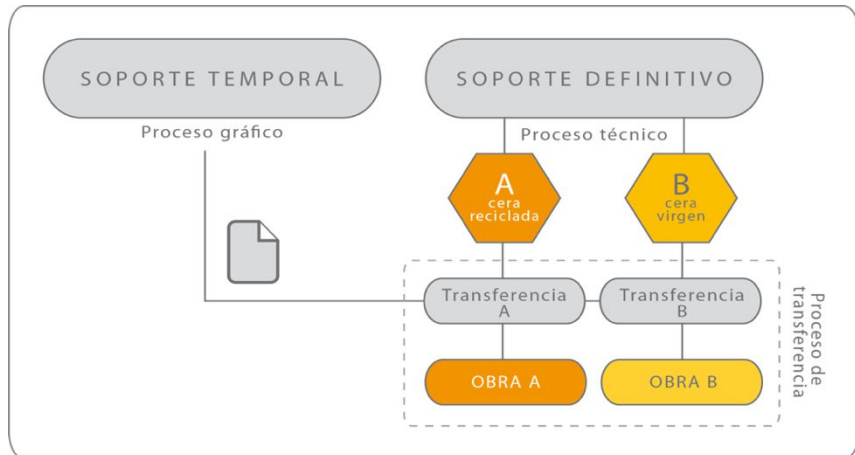 SOPORTE TEMPORAL
SOPORTE DEFINITIVO
Proceso gráfico
Proceso técnico
A
cera
reciclada
B
cera
virgen
Transferencia
A
Transferencia
B
OBRA A
OBRA B
Proceso de
transferencia